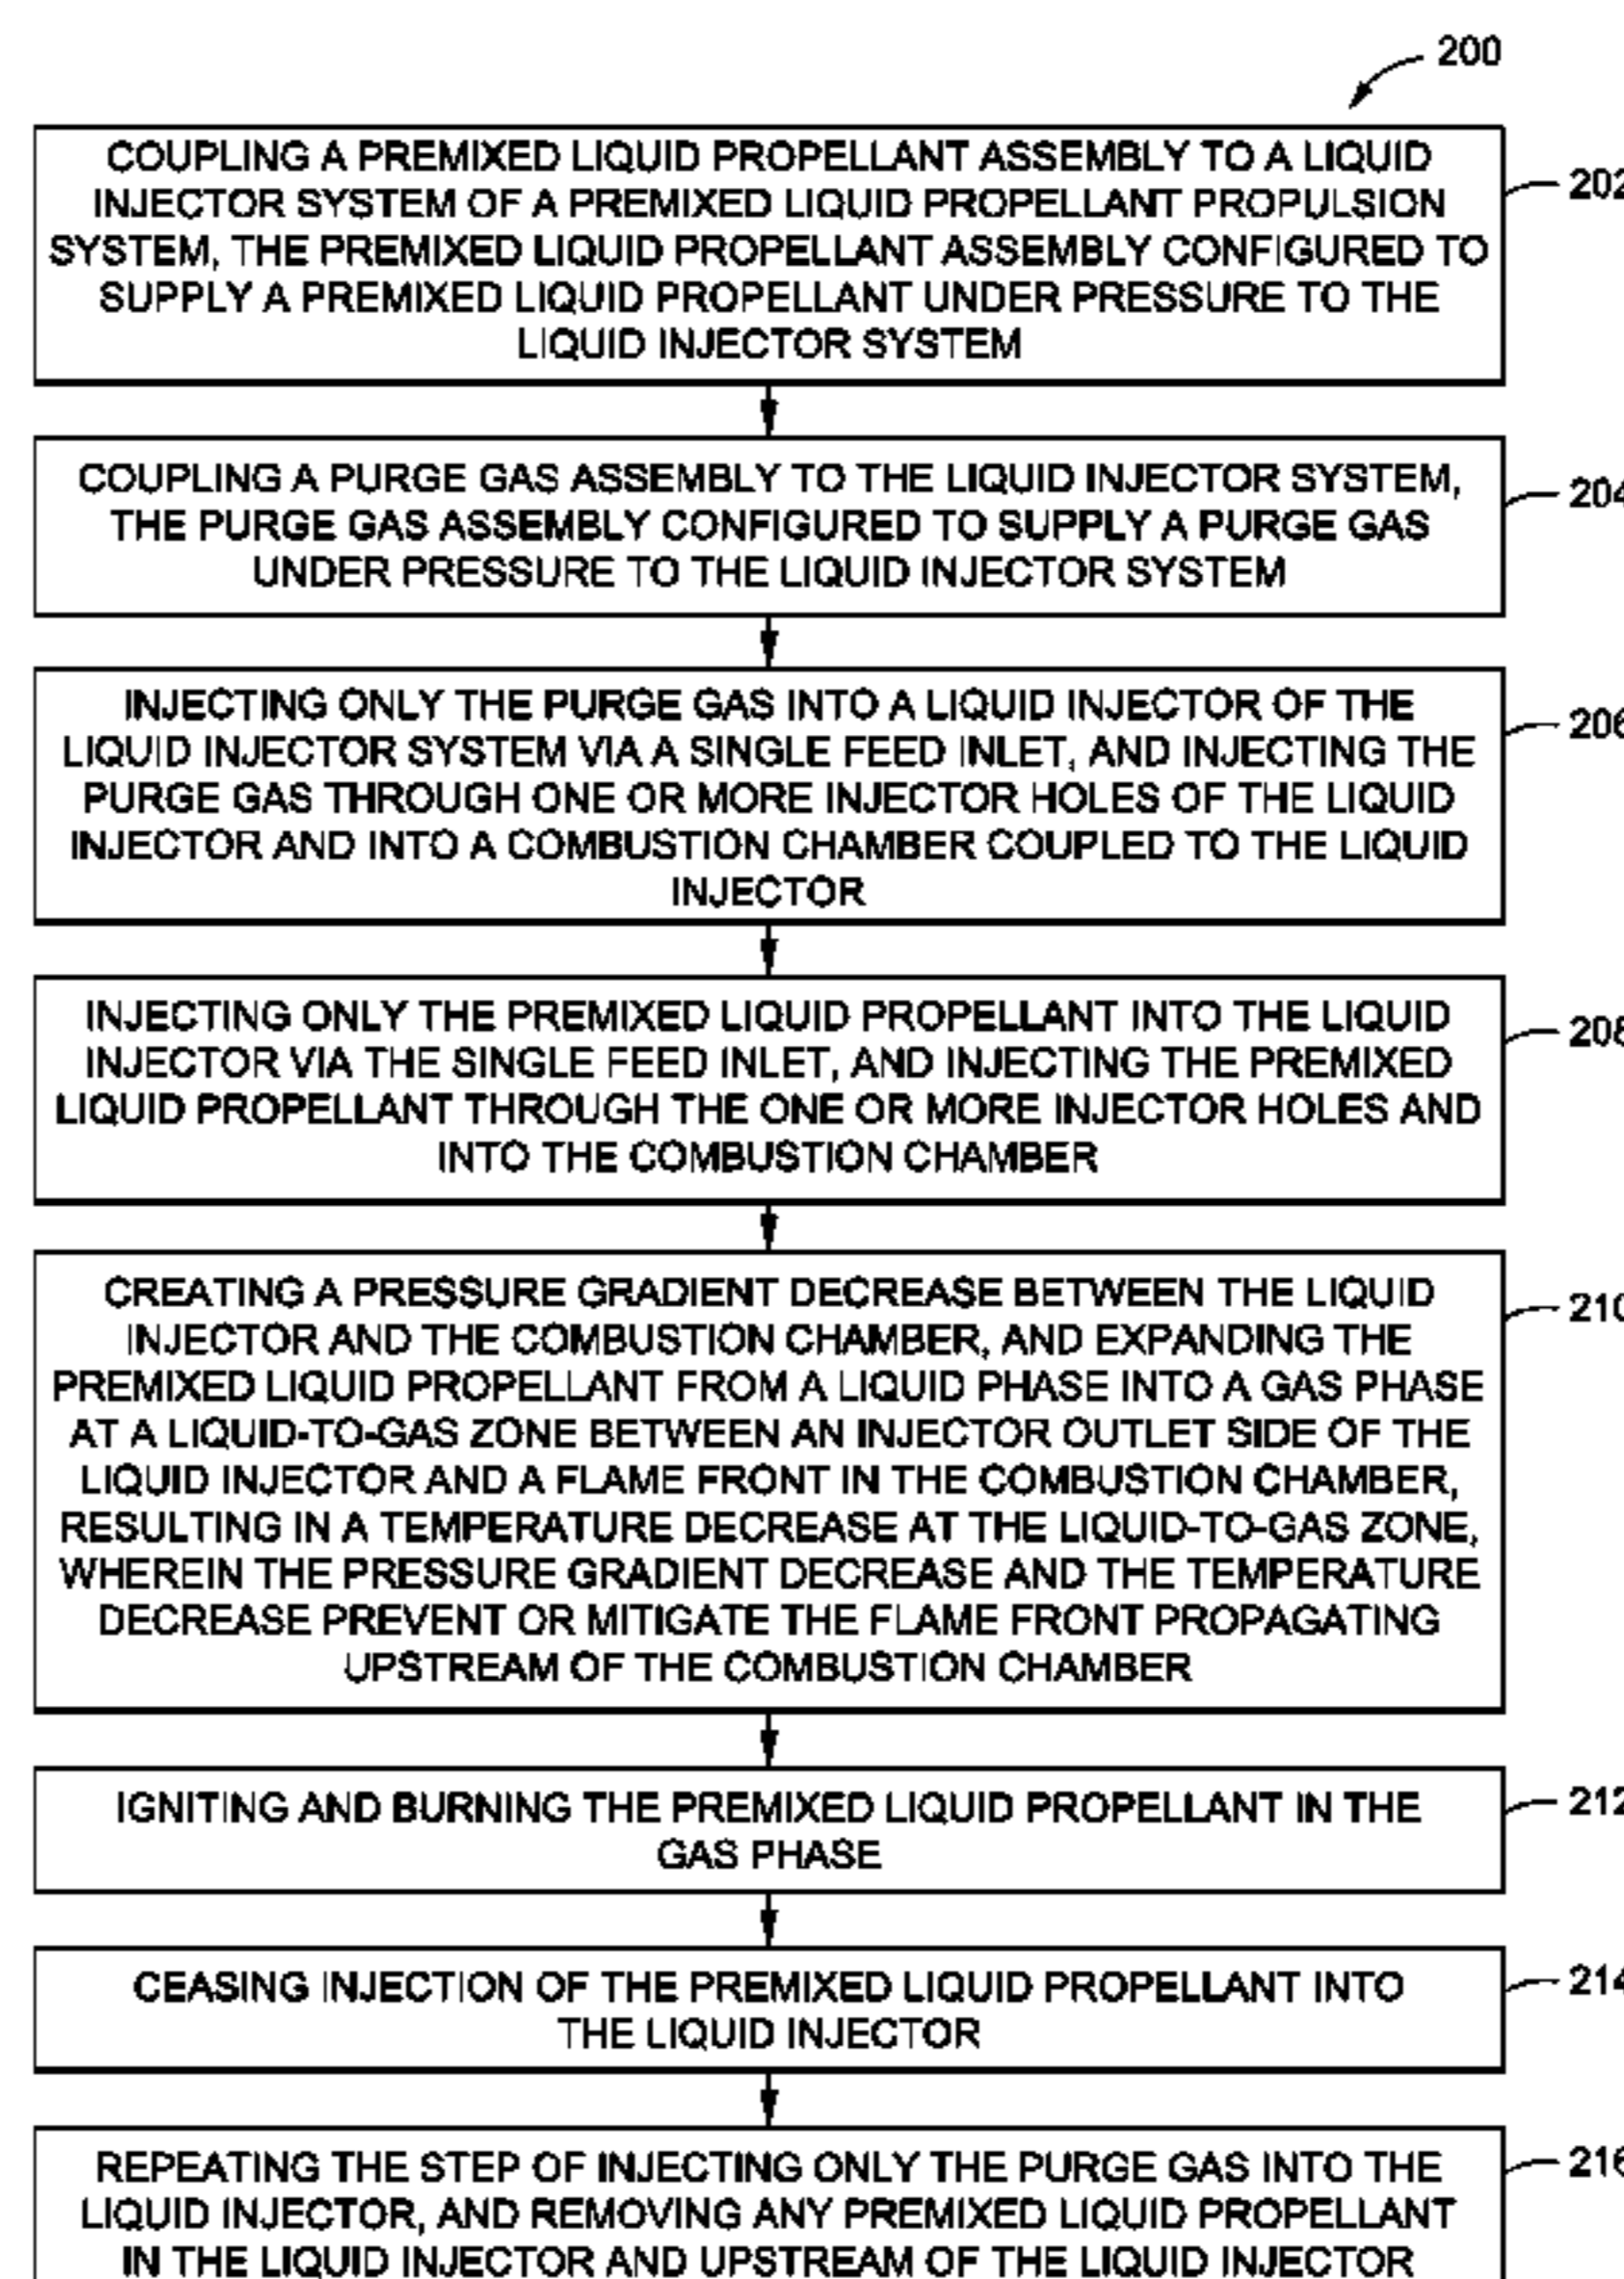 200
COUPLING A PREMIXED LIQUID PROPELLANT ASSEMBLY TO A LIQUID
INJECTOR SYSTEM OF A PREMIXED LIQUID PROPELLANT PROPULSION
SYSTEM, THE PREMIXED LIQUID PROPELLANT ASSEMBLY CONFIGURED TO
SUPPLY A PREMIXED LIQUID PROPELLANT UNDER PRESSURE TO THE
LIQUID INJECTOR SYSTEM
202
COUPLING A PURGE GAS ASSEMBLY TO THE LIQUID INJECTOR SYSTEM,
THE PURGE GAS ASSEMBLY CONFIGURED TO SUPPLY A PURGE GAS
UNDER PRESSURE TO THE LIQUID INJECTOR SYSTEM
204
INJECTING ONLY THE PURGE GAS INTO A LIQUID INJECTOR OF THE
LIQUID INJECTOR SYSTEM VIA A SINGLE FEED INLET, AND INJECTING THE
PURGE GAS THROUGH ONE OR MORE INJECTOR HOLES OF THE LIQUID
INJECTOR AND INTO A COMBUSTION CHAMBER COUPLED TO THE LIQUID
INJECTOR
206
INJECTING ONLY THE PREMIXED LIQUID PROPELLANT INTO THE LIQUID
INJECTOR VIA THE SINGLE FEED INLET, AND INJECTING THE PREMIXED
LIQUID PROPELLANT THROUGH THE ONE OR MORE INJECTOR HOLES AND
INTO THE COMBUSTION CHAMBER
208
CREATING A PRESSURE GRADIENT DECREASE BETWEEN THE LIQUID
INJECTOR AND THE COMBUSTION CHAMBER, AND EXPANDING THE
PREMIXED LIQUID PROPELLANT FROM A LIQUID PHASE INTO A GAS PHASE
AT A LIQUID-TO-GAS ZONE BETWEEN AN INJECTOR OUTLET SIDE OF THE
LIQUID INJECTOR AND A FLAME FRONT IN THE COMBUSTION CHAMBER,
RESULTING IN A TEMPERATURE DECREASE AT THE LIQUID-TO-GAS ZONE,
WHEREIN THE PRESSURE GRADIENT DECREASE AND THE TEMPERATURE
DECREASE PREVENT OR MITIGATE THE FLAME FRONT PROPAGATING
UPSTREAM OF THE COMBUSTION CHAMBER
210
IGNITING AND BURNING THE PREMIXED LIQUID PROPELLANT IN THE
GAS PHASE
212
CEASING INJECTION OF THE PREMIXED LIQUID PROPELLANT INTO
THE LIQUID INJECTOR
214
REPEATING THE STEP OF INJECTING ONLY THE PURGE GAS INTO THE
LIQUID INJECTOR, AND REMOVING ANY PREMIXED LIQUID PROPELLANT
IN THE LIQUID INJECTOR AND UPSTREAM OF THE LIQUID INJECTOR
216